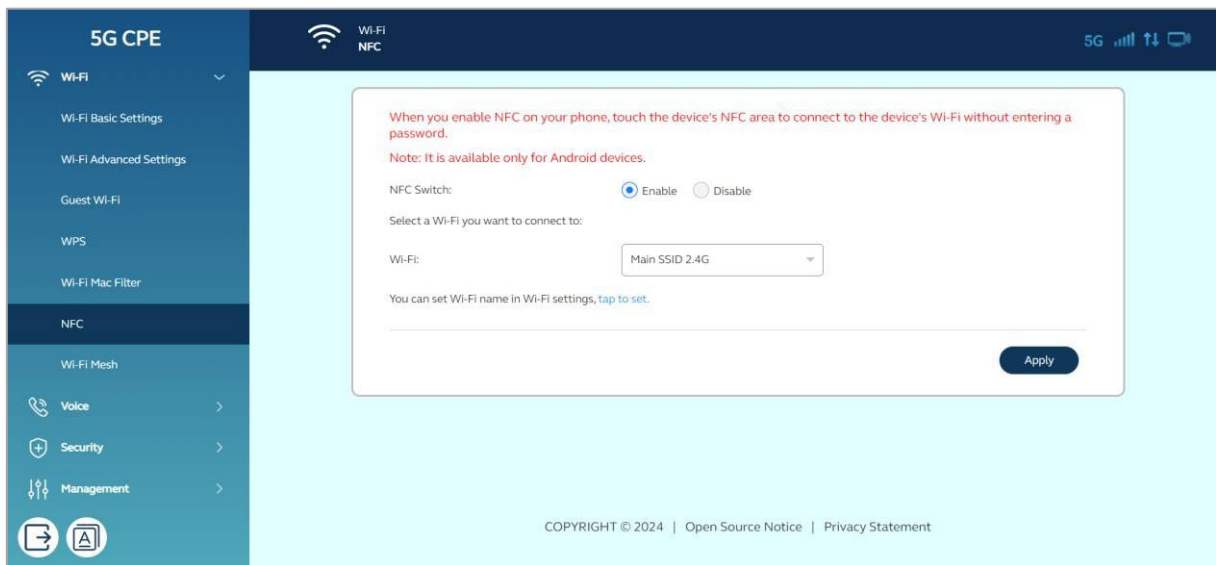 5G CPE
Wi-Fi
Wi-Fi Basic Settings
Wi-Fi Advanced Settings
Guest Wi-Fi
WPS
Wi-Fi Mac Filter
NFC
Wi-Fi Mesh
Voice
Security
Management
A
Wi-Fi
NFC
5G
When you enable NFC on your phone, touch the device's NFC area to connect to the device's Wi-Fi without entering a
password.
Note: It is available only for Android devices.
NFC Switch: Enable Disable
Select a Wi-Fi you want to connect to:
Wi-Fi: Main SSID 2.4G
You can set Wi-Fi name in Wi-Fi settings, tap to set.
Apply
COPYRIGHT © 2024 | Open Source Notice | Privacy Statement